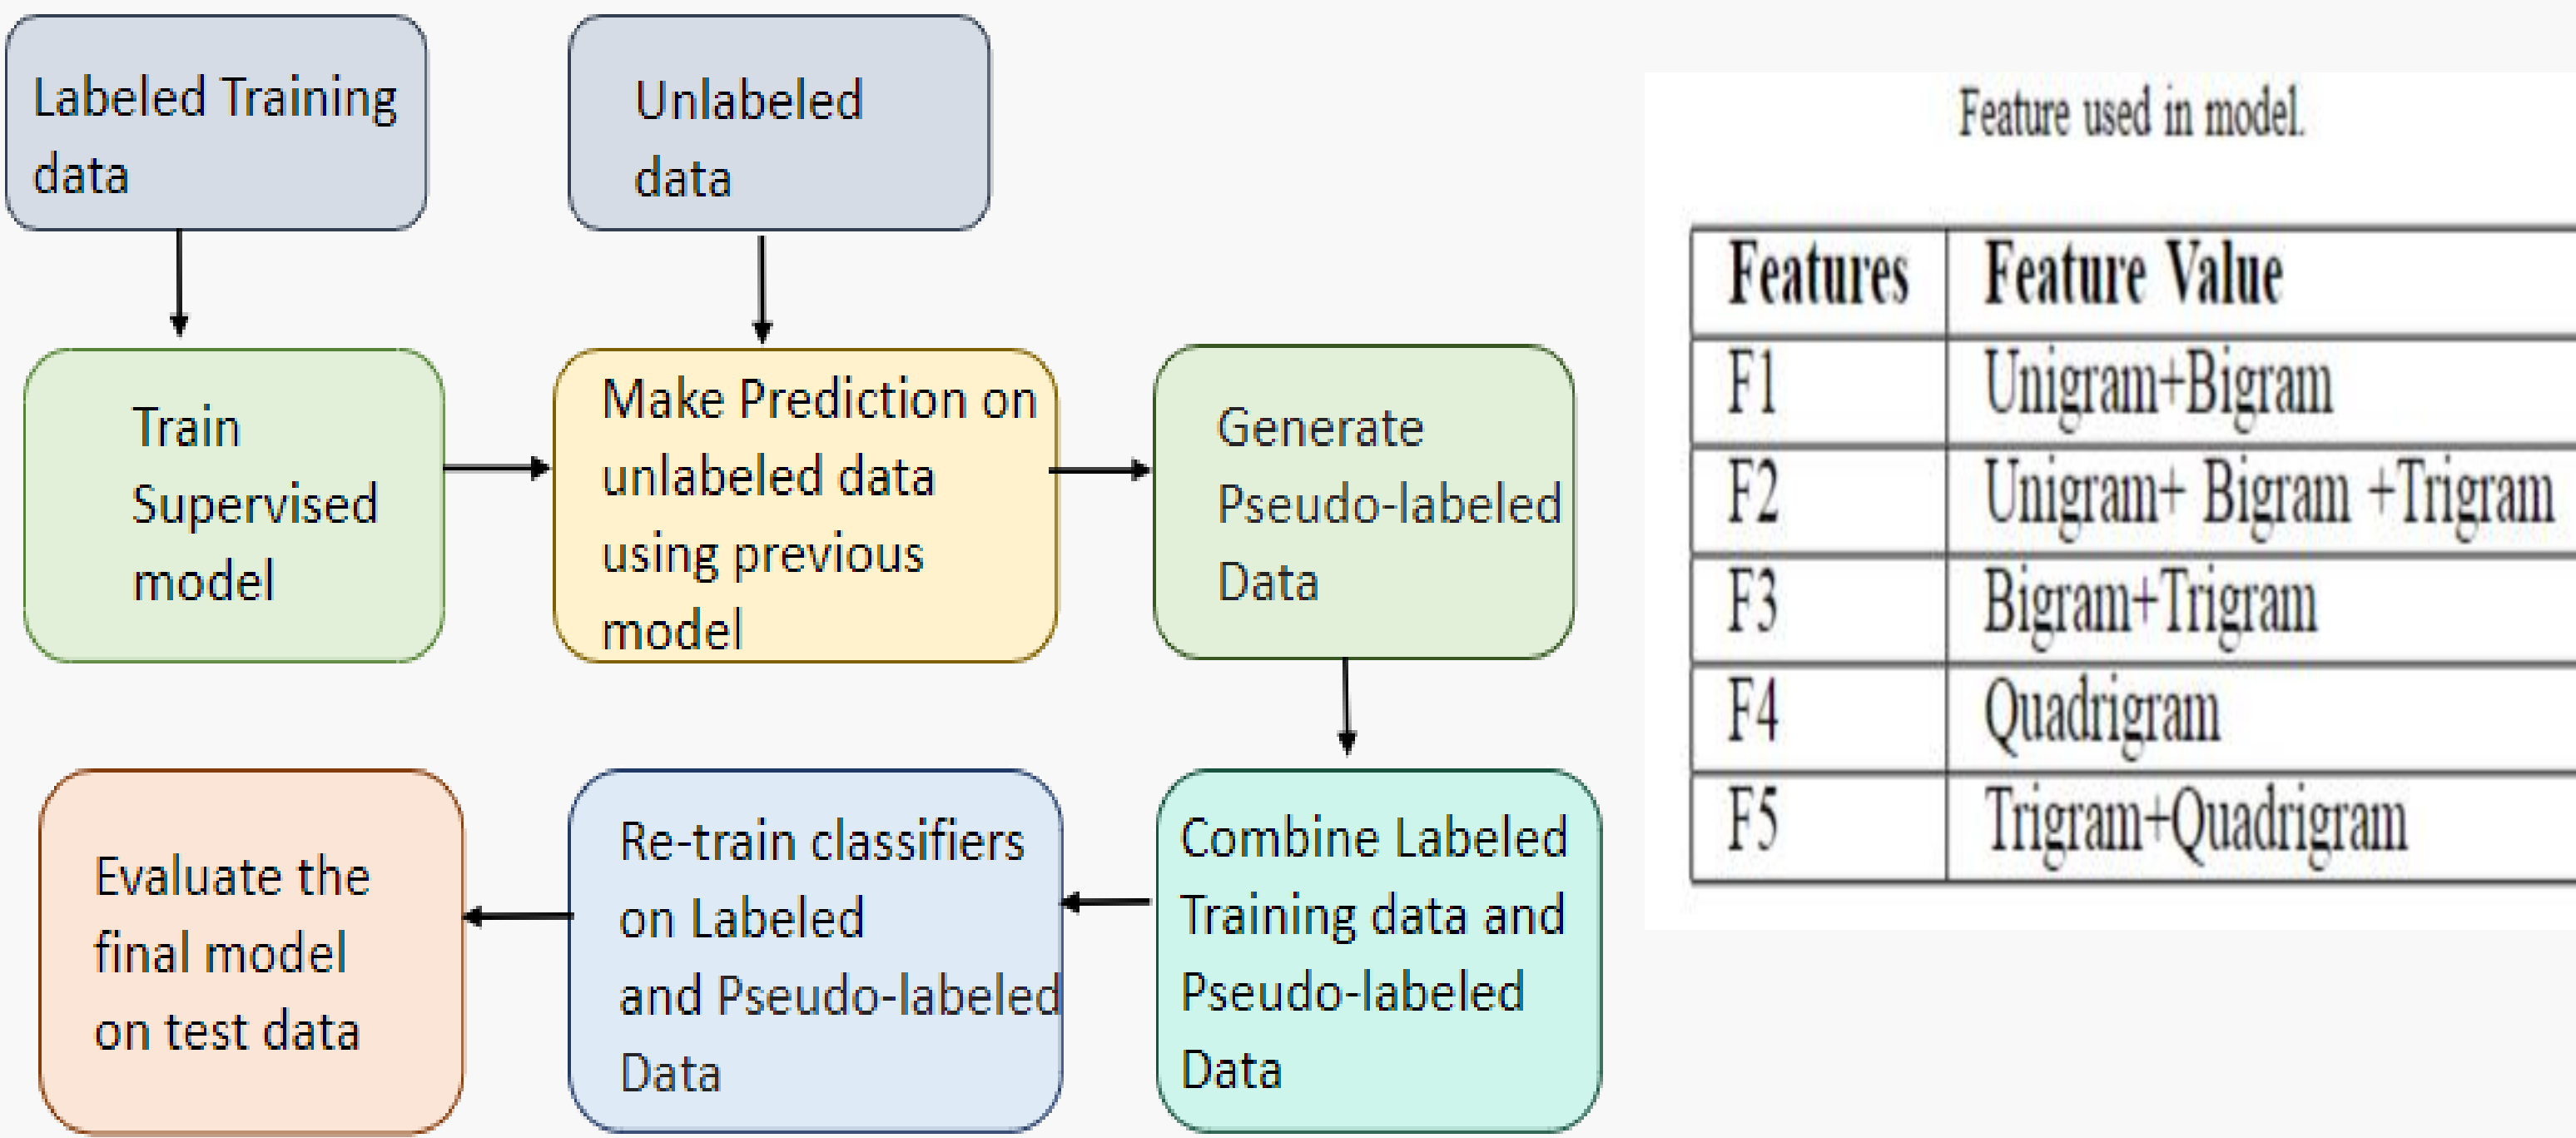 Labeled Training
data
Unlabeled
data
Train
Supervised
model
Make Prediction on
unlabeled data
using previous
model
Generate
Pseudo-labeled
Data
Combine Labeled
Training data and
Pseudo-labeled
Data
Re-train classifiers
on Labeled
and Pseudo-labeled
Data
Evaluate the
final model
on test data
Feature used in model.
Features Feature Value
F1 Unigram+Bigram
F2 Unigram+ Bigram +Trigram
F3 Bigram+Trigram
F4 Quadrigram
F5 Trigram+Quadrigram